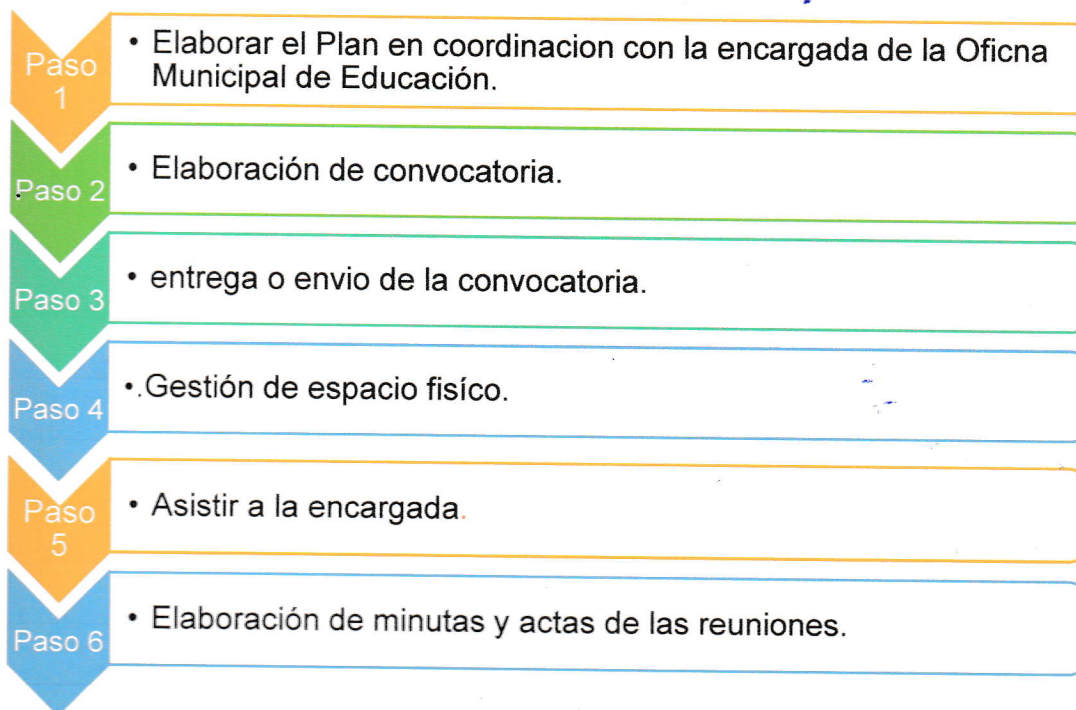 Paso 1
• Elaborar el Plan en coordinacion con la encargada de la Oficna
Municipal de Educación.
Paso 2
• Elaboración de convocatoria.
Paso 3
• entrega o envio de la convocatoria.
Paso 4
• .Gestión de espacio fisíco.
Paso 5
• Asistir a la encargada.
Paso 6
• Elaboración de minutas y actas de las reuniones.